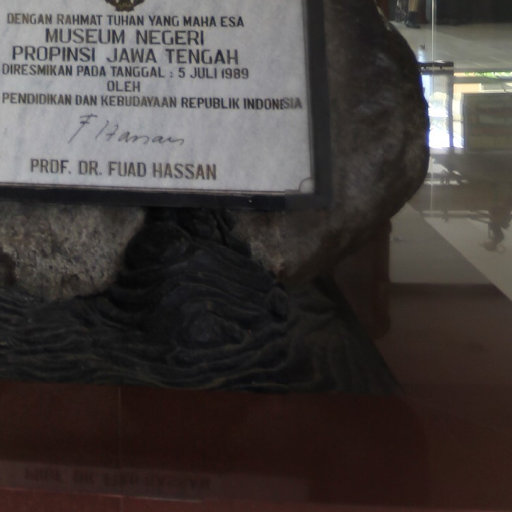 DENGAN RAHMAT TUHAN YANG MAHA ESA
MUSEUM NEGERI
PROPINSI JAWA TENGAH
DIRESMIKAN PADA TANGGAL : 5 JULI 1989
OLEH
PENDIDIKAN DAN KEBUDAYAAN REPUBLIK INDONESIA
F Hassan
PROF. DR. FUAD HASSAN